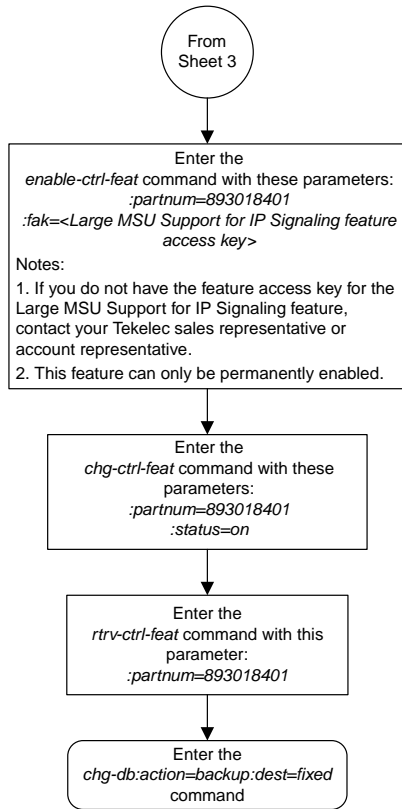 From
Sheet 3
Enter the
enable-ctrl-feat command with these parameters:
:partnum=893018401
:fak=<Large MSU Support for IP Signaling feature
access key>
Notes:
1. If you do not have the feature access key for the
Large MSU Support for IP Signaling feature,
contact your Tekelec sales representative or
account representative.
2. This feature can only be permanently enabled.
Enter the
chg-ctrl-feat command with these
parameters:
:partnum=893018401
:status=on
Enter the
rtrv-ctrl-feat command with this
parameter:
:partnum=893018401
Enter the
chg-db:action=backup:dest=fixed
command